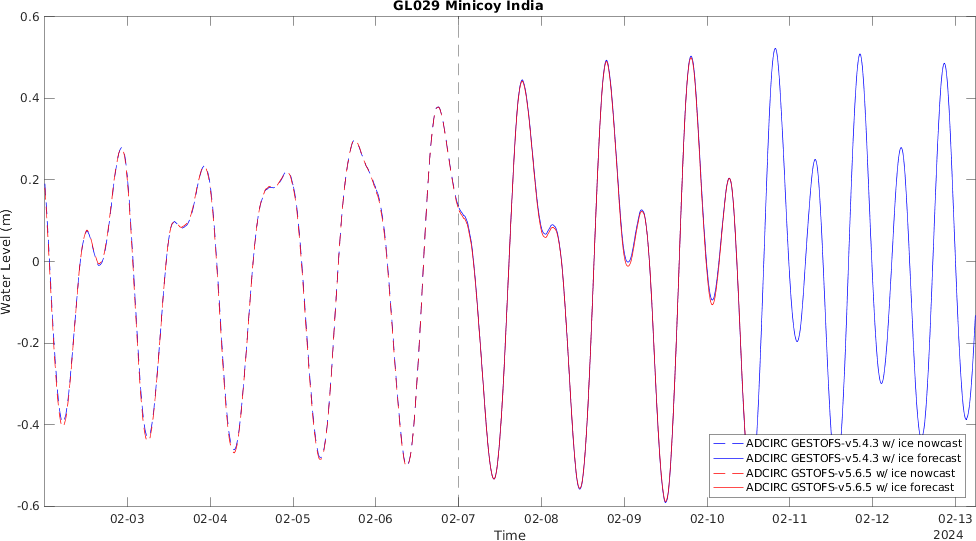 GL029 Minicoy India
0.6
0.4
0.2
0
-0.2
-0.4
-0.6
Water Level (m)
ADCIRC GESTOFS-v5.4.3 w/ ice nowcast
ADCIRC GESTOFS-v5.4.3 w/ ice forecast
ADCIRC GSTOFS-v5.6.5 w/ ice nowcast
ADCIRC GSTOFS-v5.6.5 w/ ice forecast
02-03 02-04 02-05 02-06 02-07 02-08 02-09 02-10 02-11 02-12 02-13
Time 2024